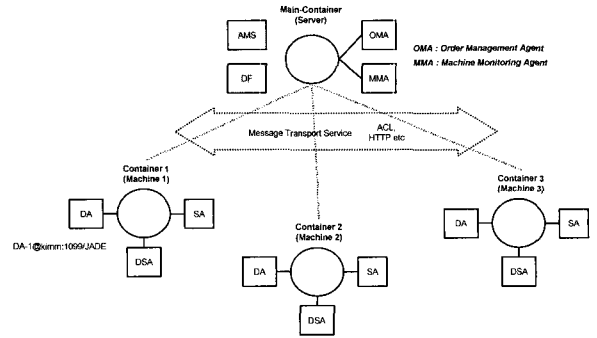 Main-Container
(Server)
AMS
OMA
DF
MMA
OMA : Order Management Agent
MMA : Machine Monitoring Agent
Message Transport Service
ACL,
HTTP etc
Container 1
(Machine 1)
DA
SA
DSA
DA-1@kimm:1099/JADE
Container 2
(Machine 2)
DA
SA
DSA
Container 3
(Machine 3)
DA
SA
DSA